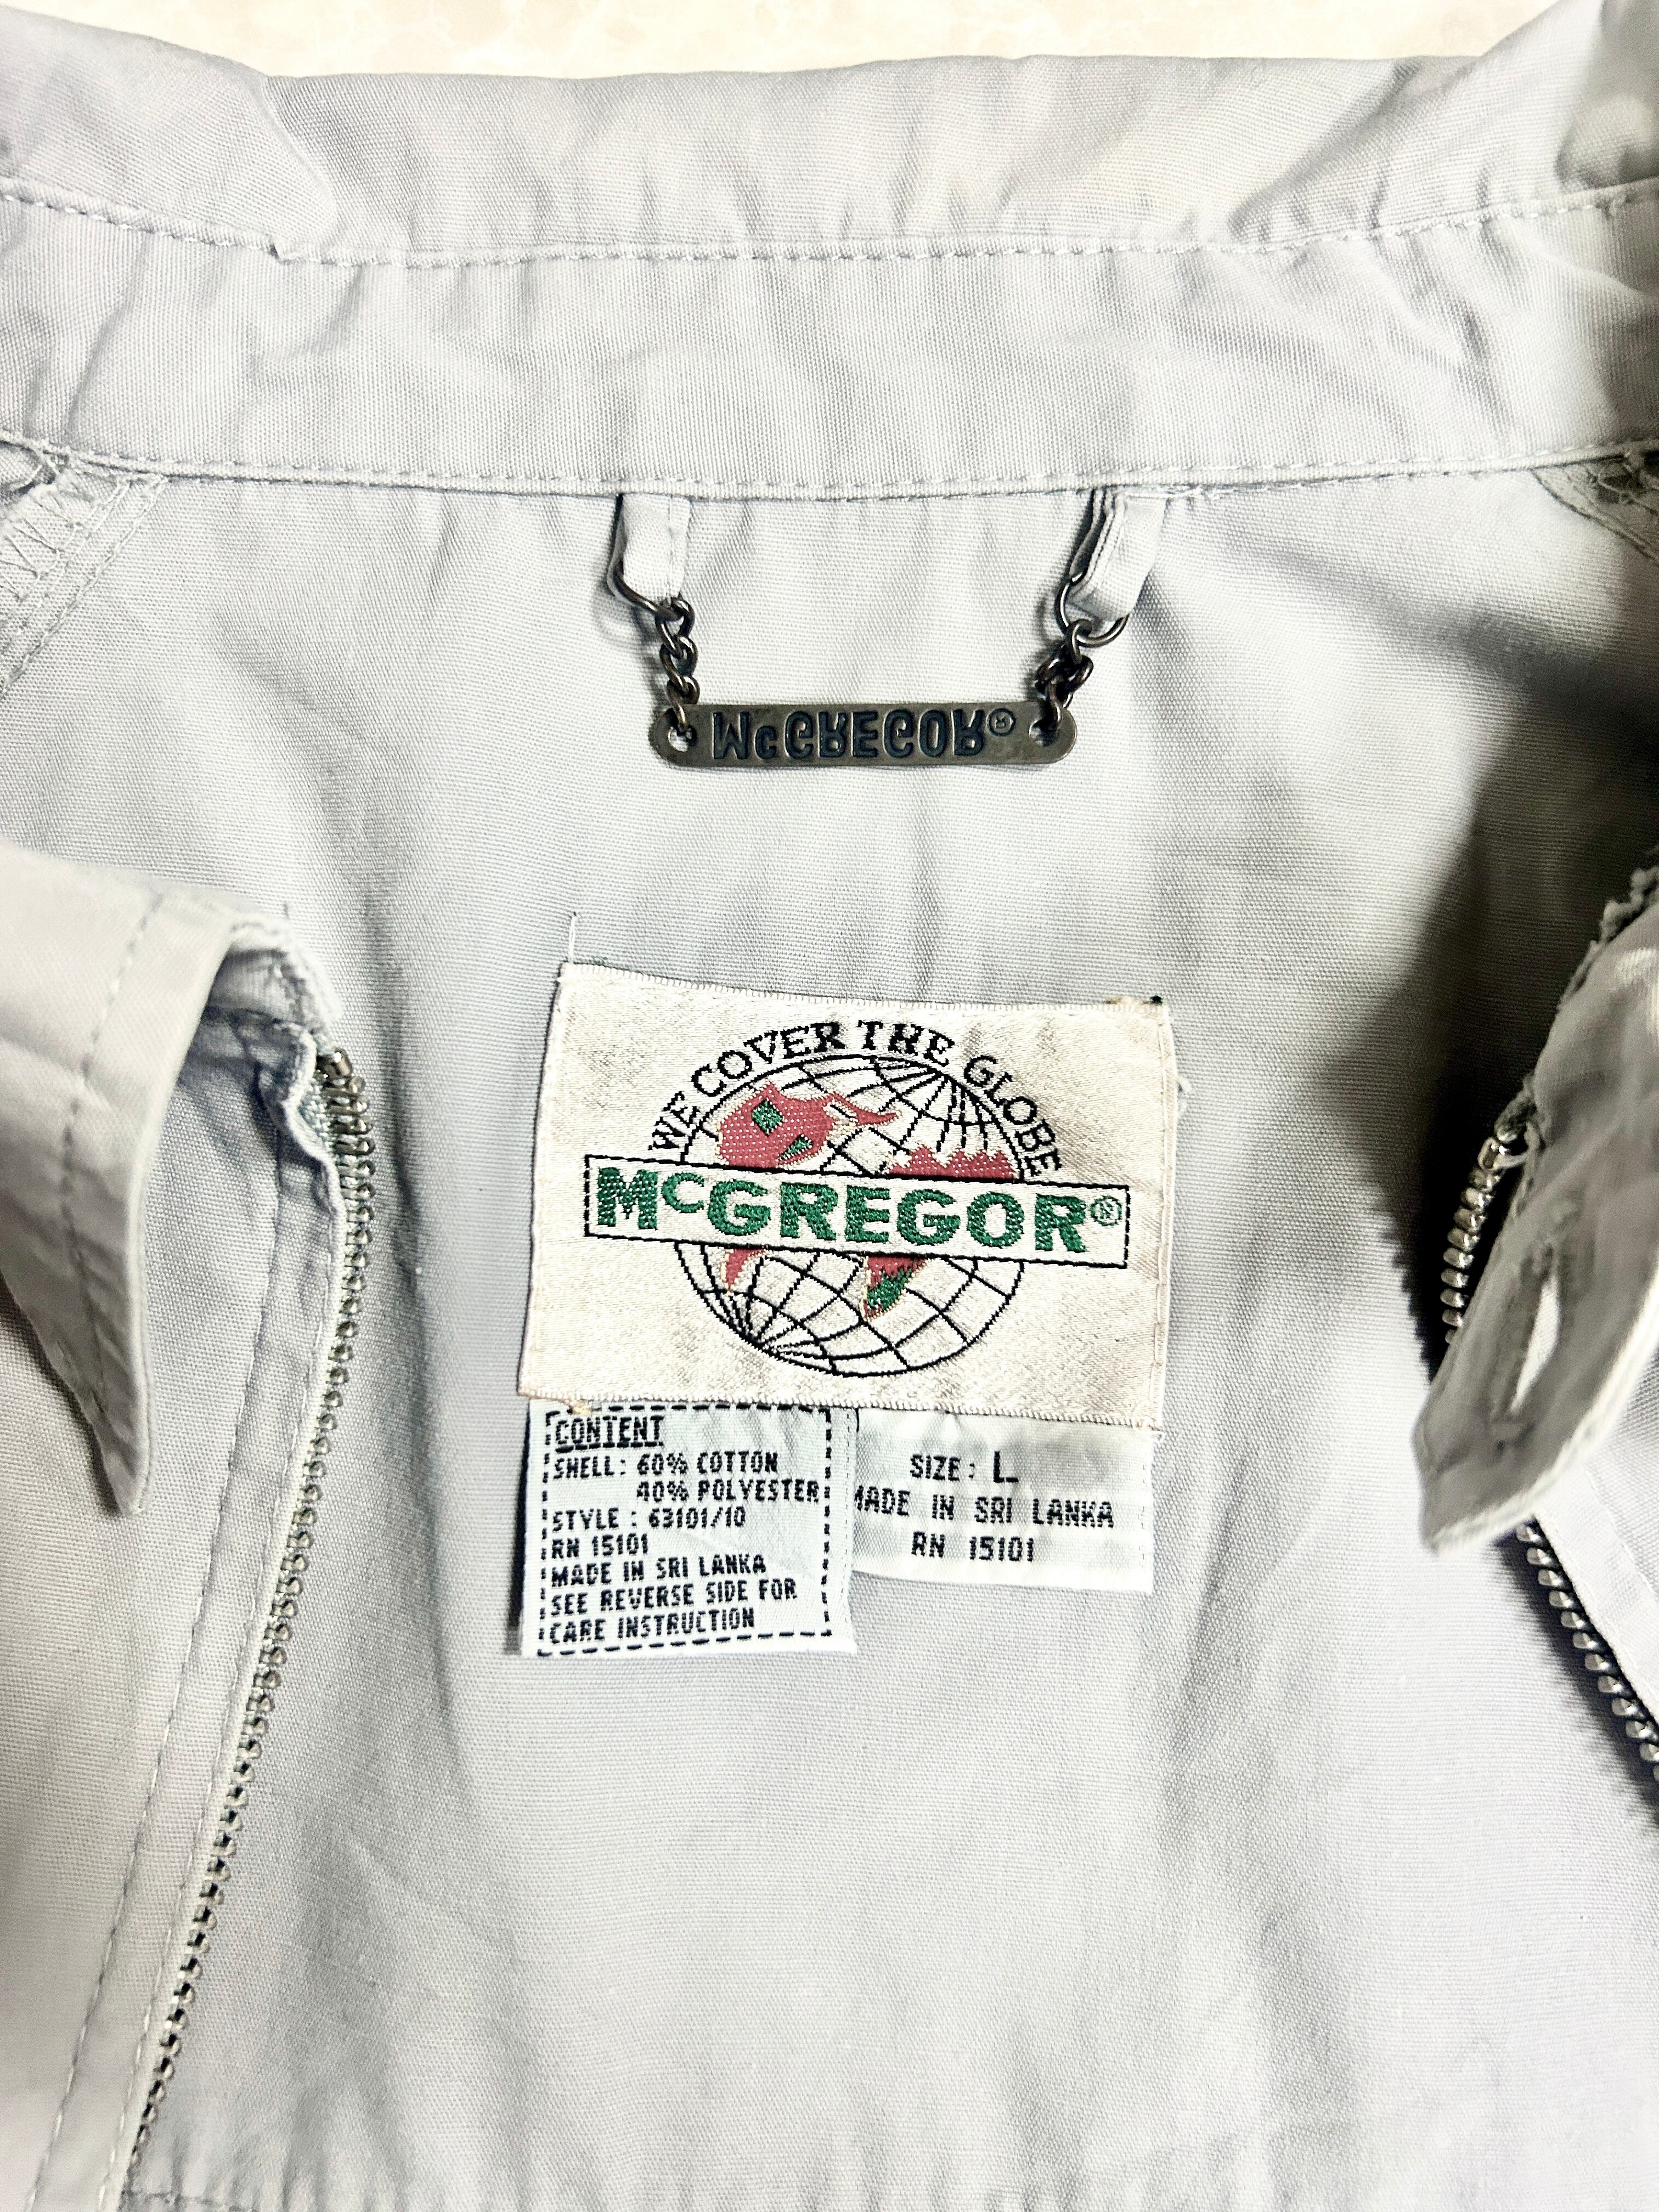 McGREGOR®
WE COVER THE GLOBE
McGREGOR®
CONTENT
SHELL: 60% COTTON
40% POLYESTER
STYLE : 63101/10
RN 15101
MADE IN SRI LANKA
SEE REVERSE SIDE FOR
CARE INSTRUCTION
SIZE: L
MADE IN SRI LANKA
RN 15101